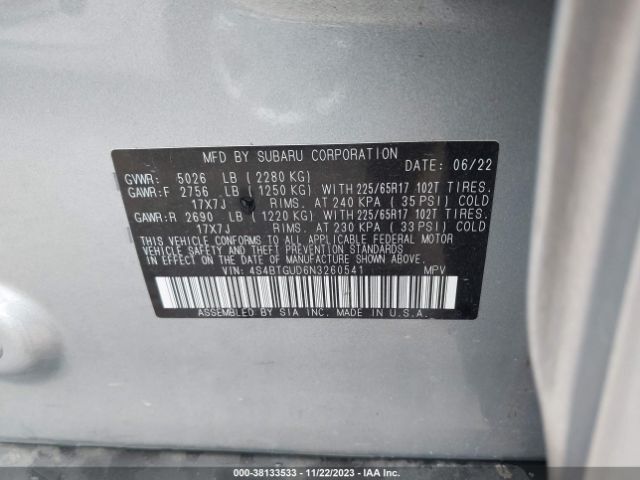 MFD BY SUBARU CORPORATION
DATE: 06/22
GVWR: 5026 LB (2280 KG)
GAWR:F 2756 LB (1250 KG) WITH 225/65R17 102T TIRES,
17X7J RIMS, AT 240 KPA (35 PSI) COLD
GAWR:R 2690 LB (1220 KG) WITH 225/65R17 102T TIRES,
17X7J RIMS, AT 230 KPA (33 PSI) COLD
THIS VEHICLE CONFORMS TO ALL APPLICABLE FEDERAL MOTOR
VEHICLE SAFETY AND THEFT PREVENTION STANDARDS
IN EFFECT ON THE DATE OF MANUFACTURE SHOWN ABOVE.
VIN: 4S4BTGUD6N3260541 MPV
ASSEMBLED BY SIA INC. MADE IN U.S.A.
000-38133533 - 11/22/2023 - IAA Inc.